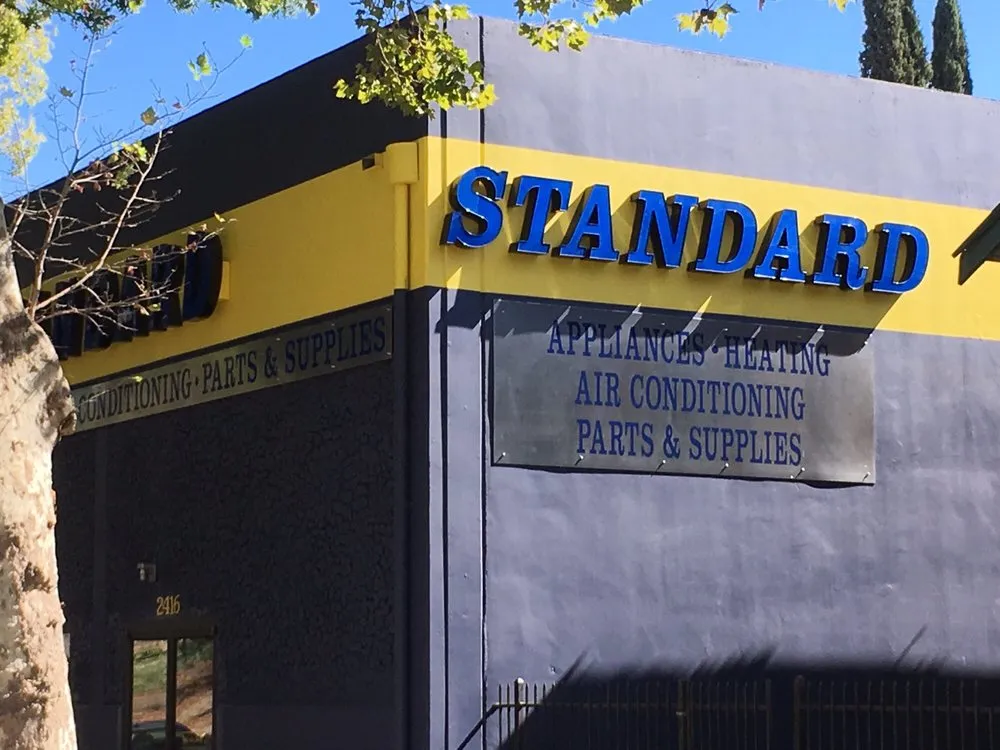 STANDARD
APPLIANCES • HEATING
AIR CONDITIONING
PARTS & SUPPLIES
CONDITIONING • PARTS & SUPPLIES
2416